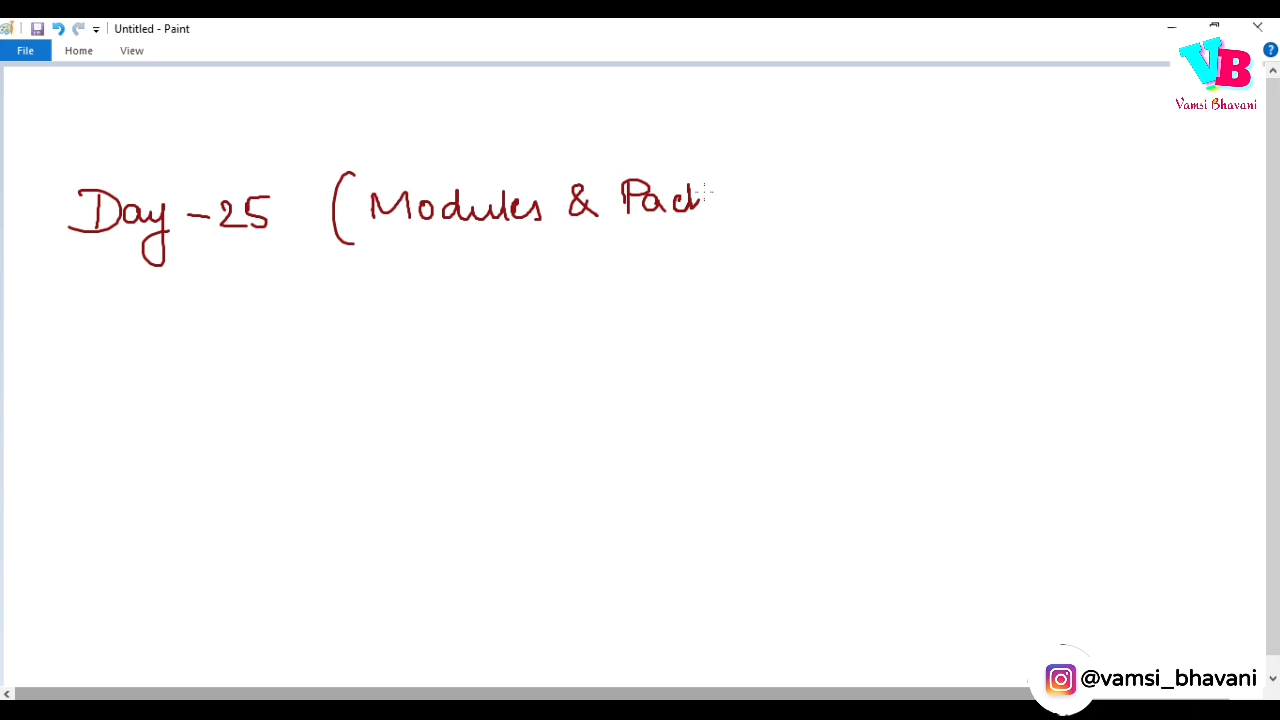 Untitled - Paint
File Home View
VB
Vamsi Bhavani
Day - 25 ( Modules & Pack
@vamsi_bhavani